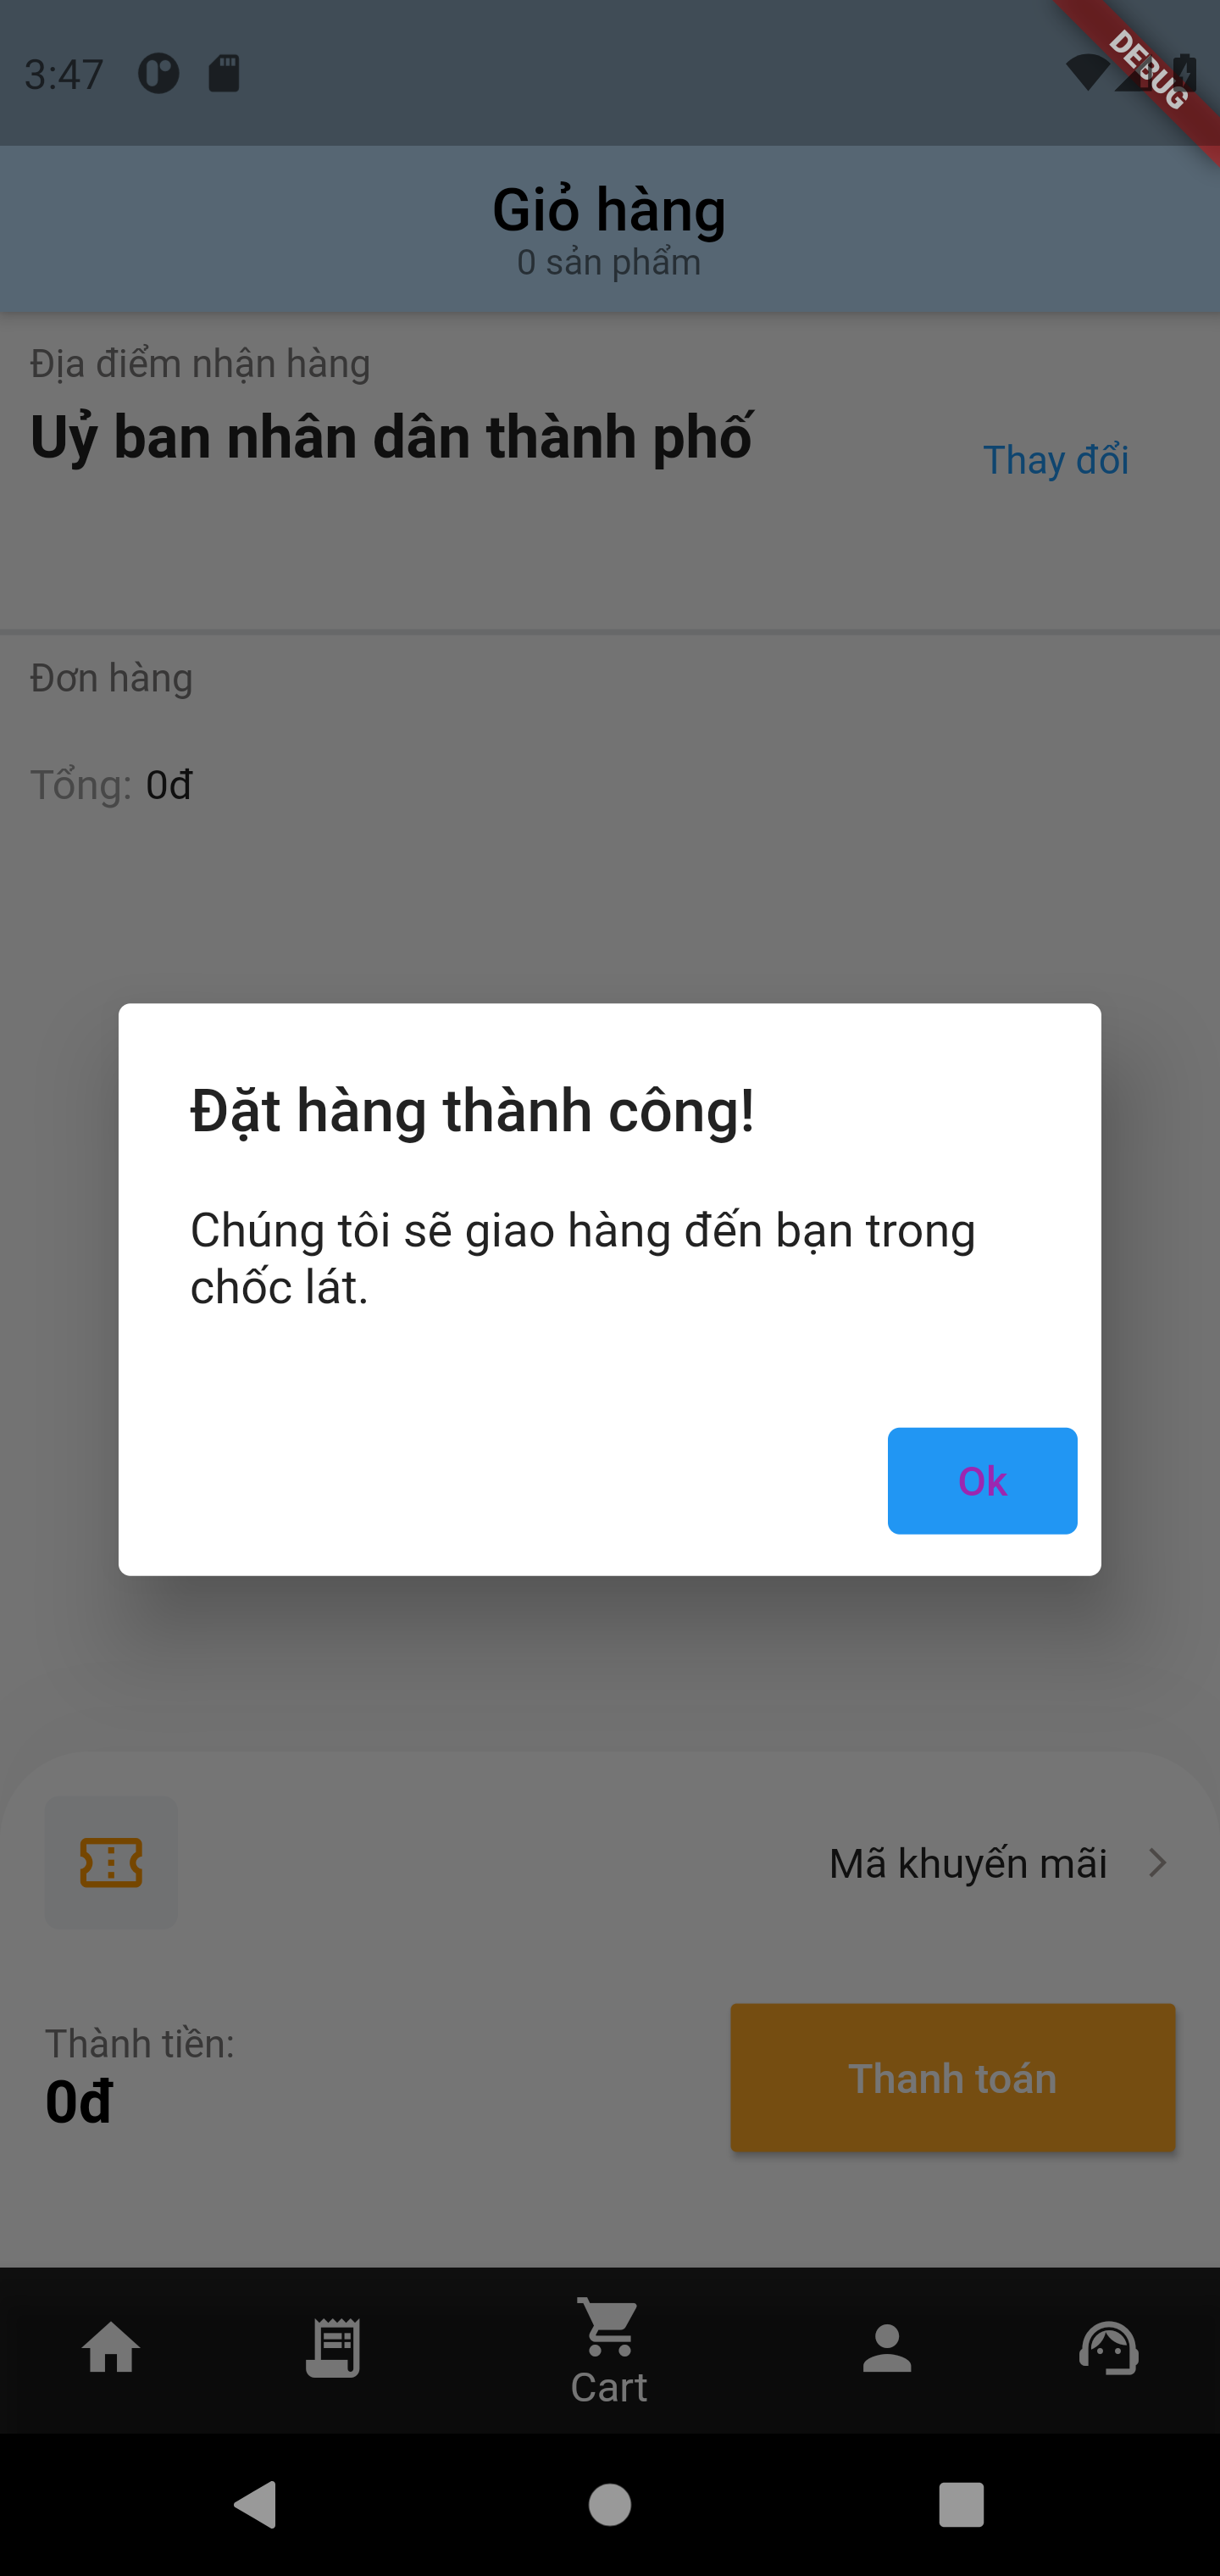 3:47
DEBUG
Giỏ hàng
0 sản phẩm
Địa điểm nhận hàng
Uỷ ban nhân dân thành phố
Thay đổi
Đơn hàng
Tổng: 0đ
Đặt hàng thành công!
Chúng tôi sẽ giao hàng đến bạn trong
chốc lát.
Ok
Mã khuyến mãi
Thành tiền:
0đ
Thanh toán
Cart